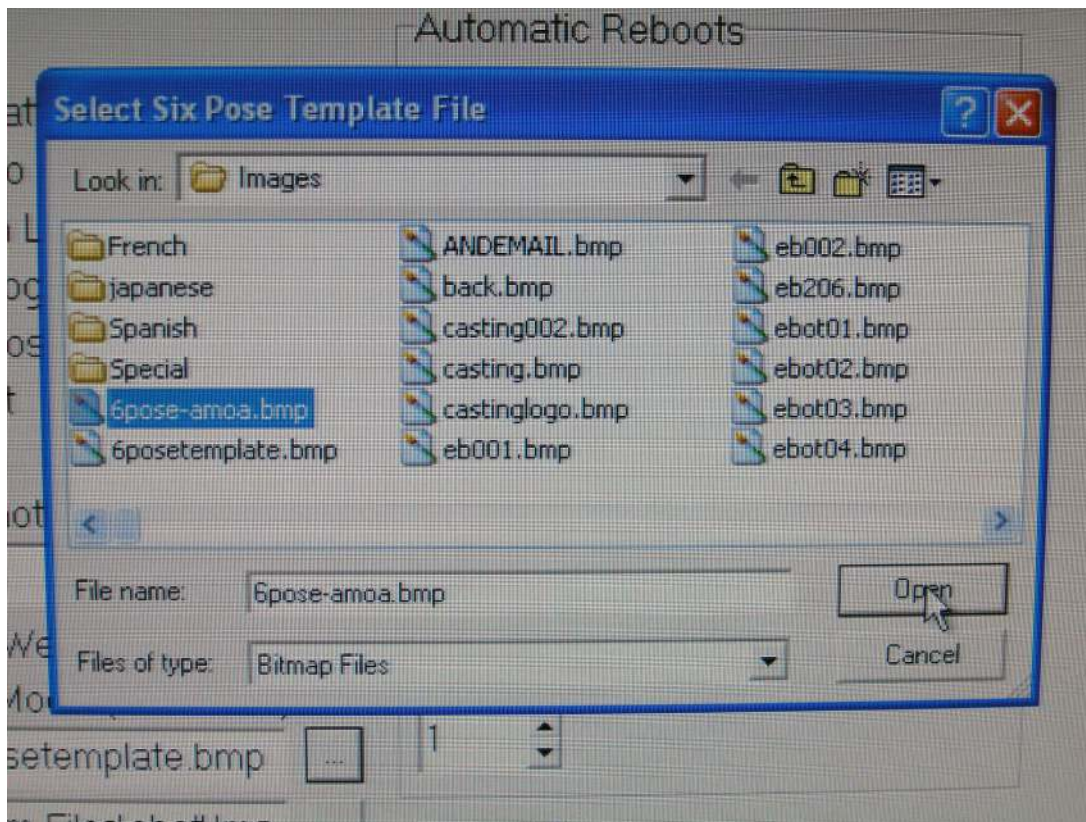 Automatic Reboots
Select Six Pose Template File
Look in: Images
French
japanese
Spanish
Special
6pose-amoa.bmp
6posetemplate.bmp
ANDEMAIL.bmp
back.bmp
casting002.bmp
casting.bmp
castinglogo.bmp
eb001.bmp
eb002.bmp
eb206.bmp
ebot01.bmp
ebot02.bmp
ebot03.bmp
ebot04.bmp
File name: 6pose-amoa.bmp Open
Files of type: Bitmap Files Cancel
setemplate.bmp ... 1